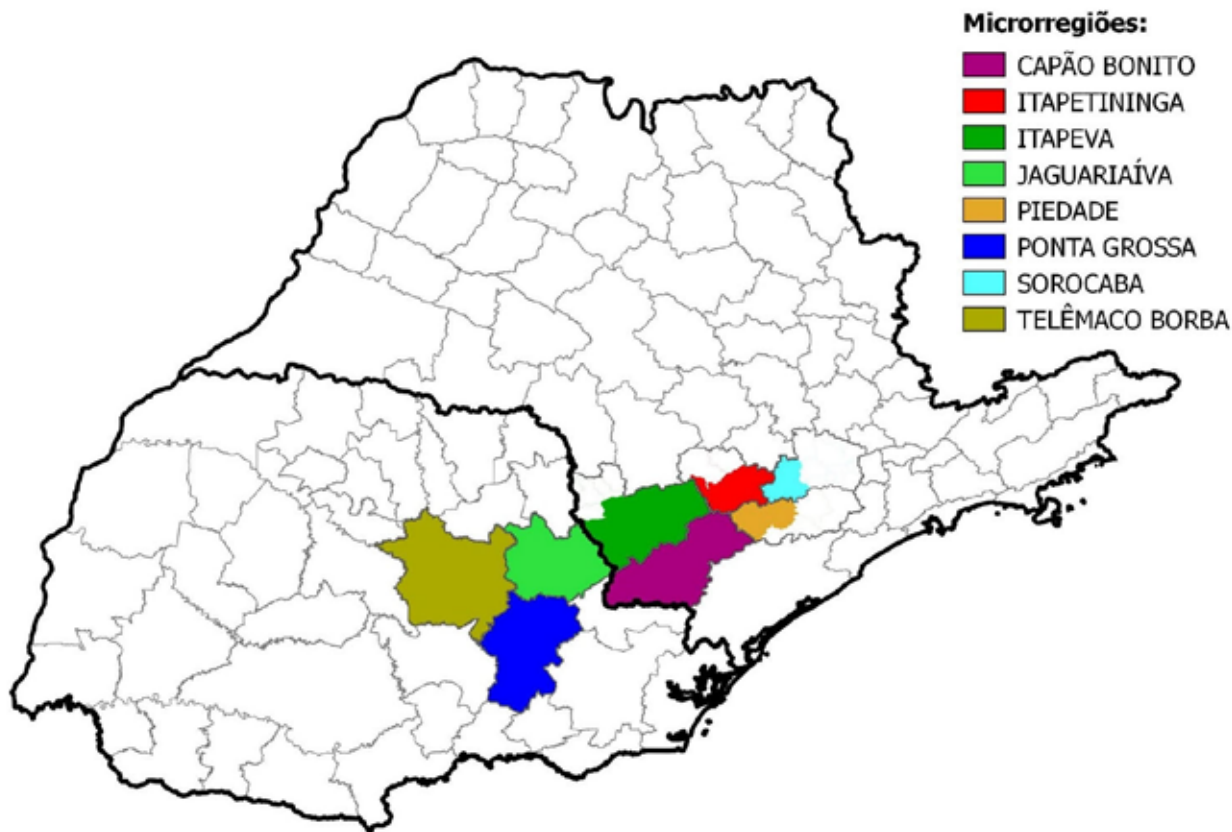 Microrregiões:
CAPÃO BONITO
ITAPETININGA
ITAPEVA
JAGUARIAÍVA
PIEDADE
PONTA GROSSA
SOROCABA
TELÊMACO BORBA